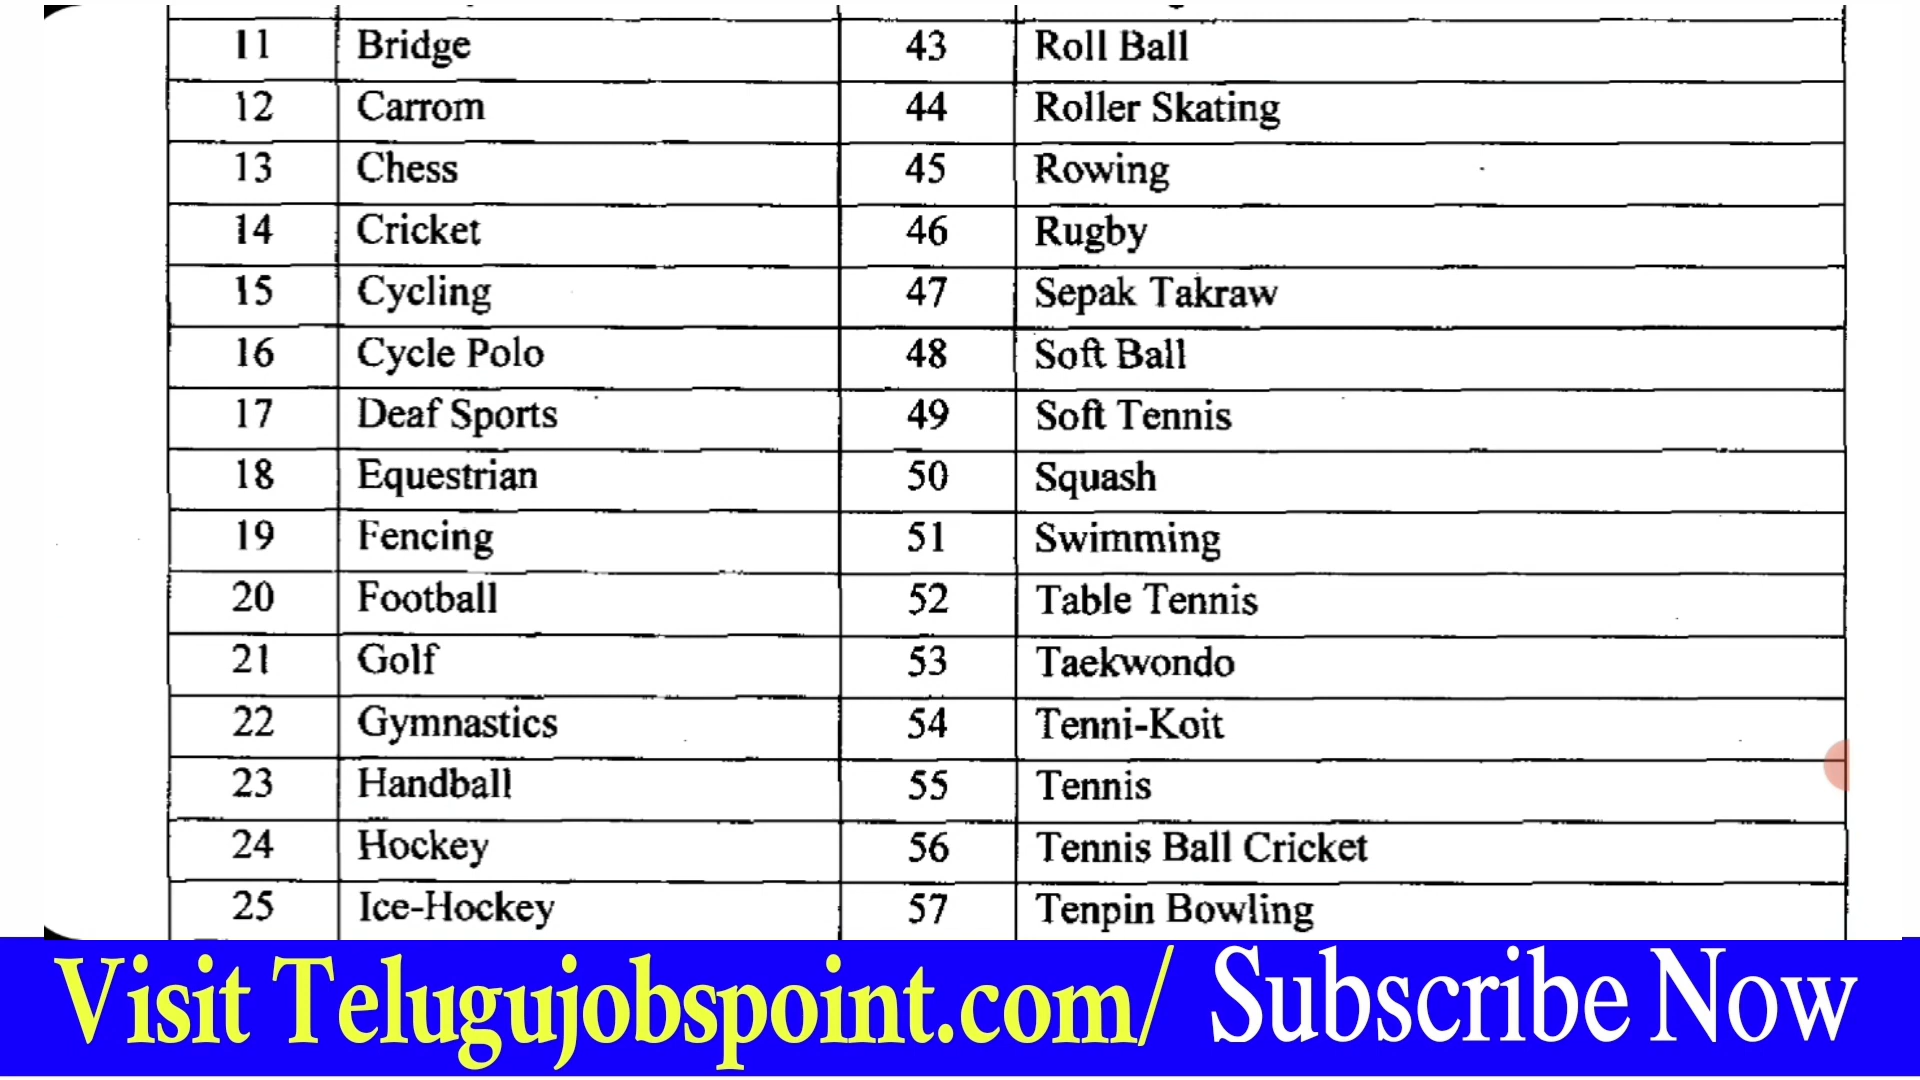 11 Bridge 43 Roll Ball
12 Carrom 44 Roller Skating
13 Chess 45 Rowing
14 Cricket 46 Rugby
15 Cycling 47 Sepak Takraw
16 Cycle Polo 48 Soft Ball
17 Deaf Sports 49 Soft Tennis
18 Equestrian 50 Squash
19 Fencing 51 Swimming
20 Football 52 Table Tennis
21 Golf 53 Taekwondo
22 Gymnastics 54 Tenni-Koit
23 Handball 55 Tennis
24 Hockey 56 Tennis Ball Cricket
25 Ice-Hockey 57 Tenpin Bowling
Visit Telugujobspoint.com/ Subscribe Now